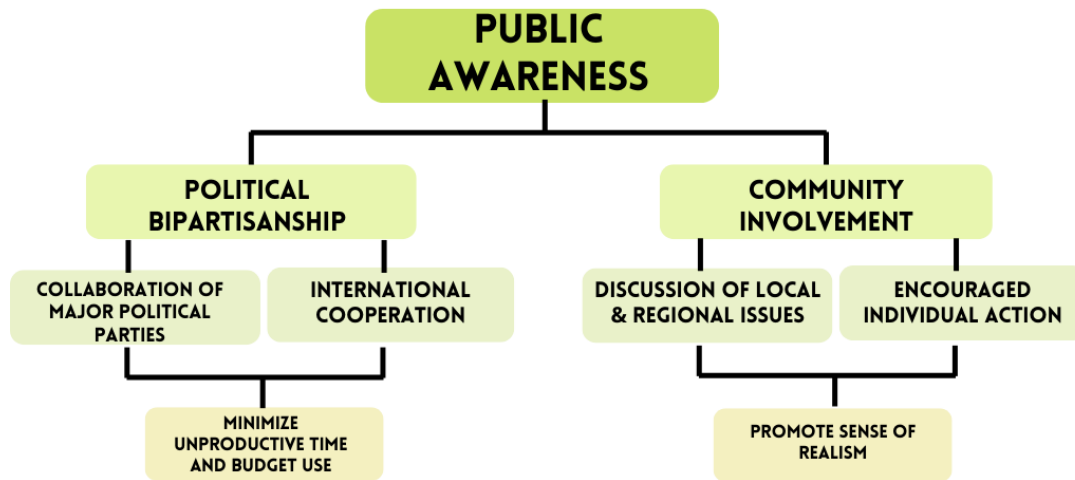 PUBLIC
AWARENESS
POLITICAL
BIPARTISANSHIP
COMMUNITY
INVOLVEMENT
COLLABORATION OF
MAJOR POLITICAL
PARTIES
INTERNATIONAL
COOPERATION
DISCUSSION OF LOCAL
& REGIONAL ISSUES
ENCOURAGED
INDIVIDUAL ACTION
MINIMIZE
UNPRODUCTIVE TIME
AND BUDGET USE
PROMOTE SENSE OF
REALISM